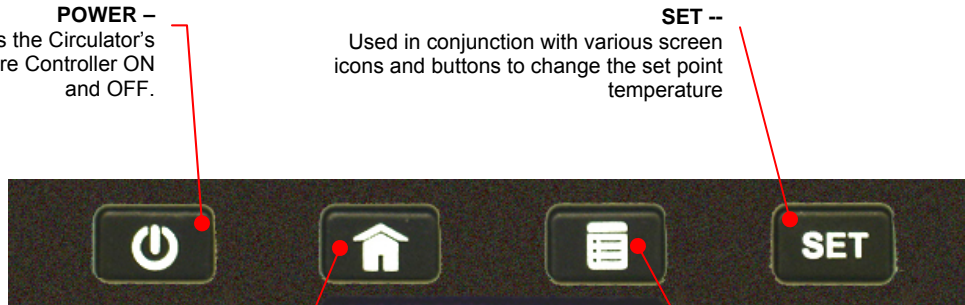 POWER –
the Circulator's
Controller ON
and OFF.
SET --
Used in conjunction with various screen
icons and buttons to change the set point
temperature
SET